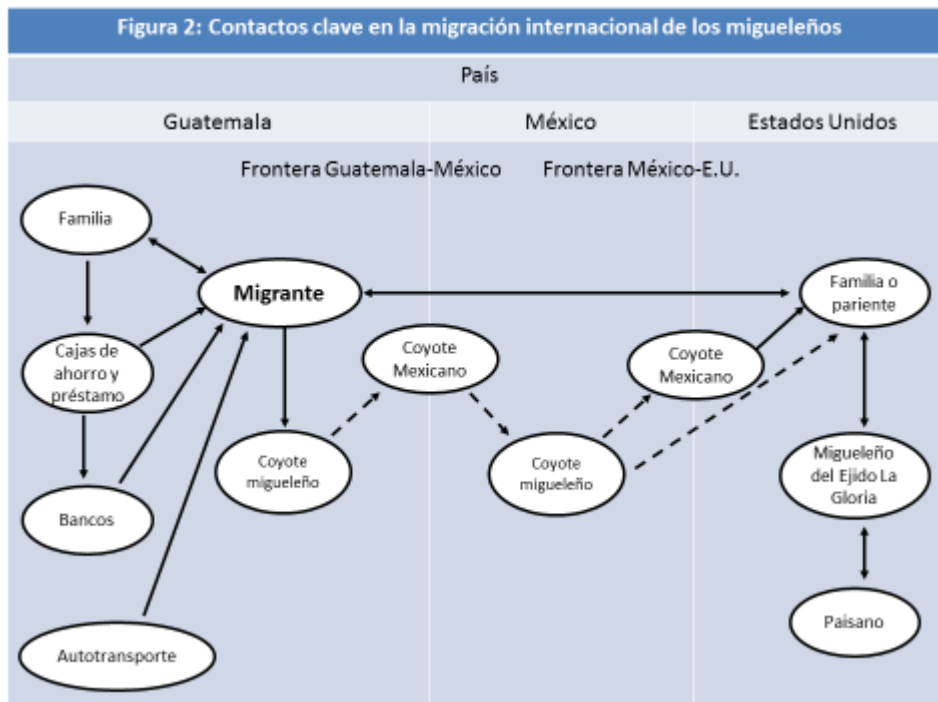 Figura 2: Contactos clave en la migración internacional de los migueleños
País
Guatemala
México
Estados Unidos
Frontera Guatemala-México
Frontera México-E.U.
Familia
Migrante
Familia o
pariente
Cajas de
ahorro y
préstamo
Coyote
Mexicano
Coyote
Mexicano
Coyote
migueleño
Coyote
migueleño
Migueleño
del Ejido La
Gloria
Bancos
Paisano
Autotransporte